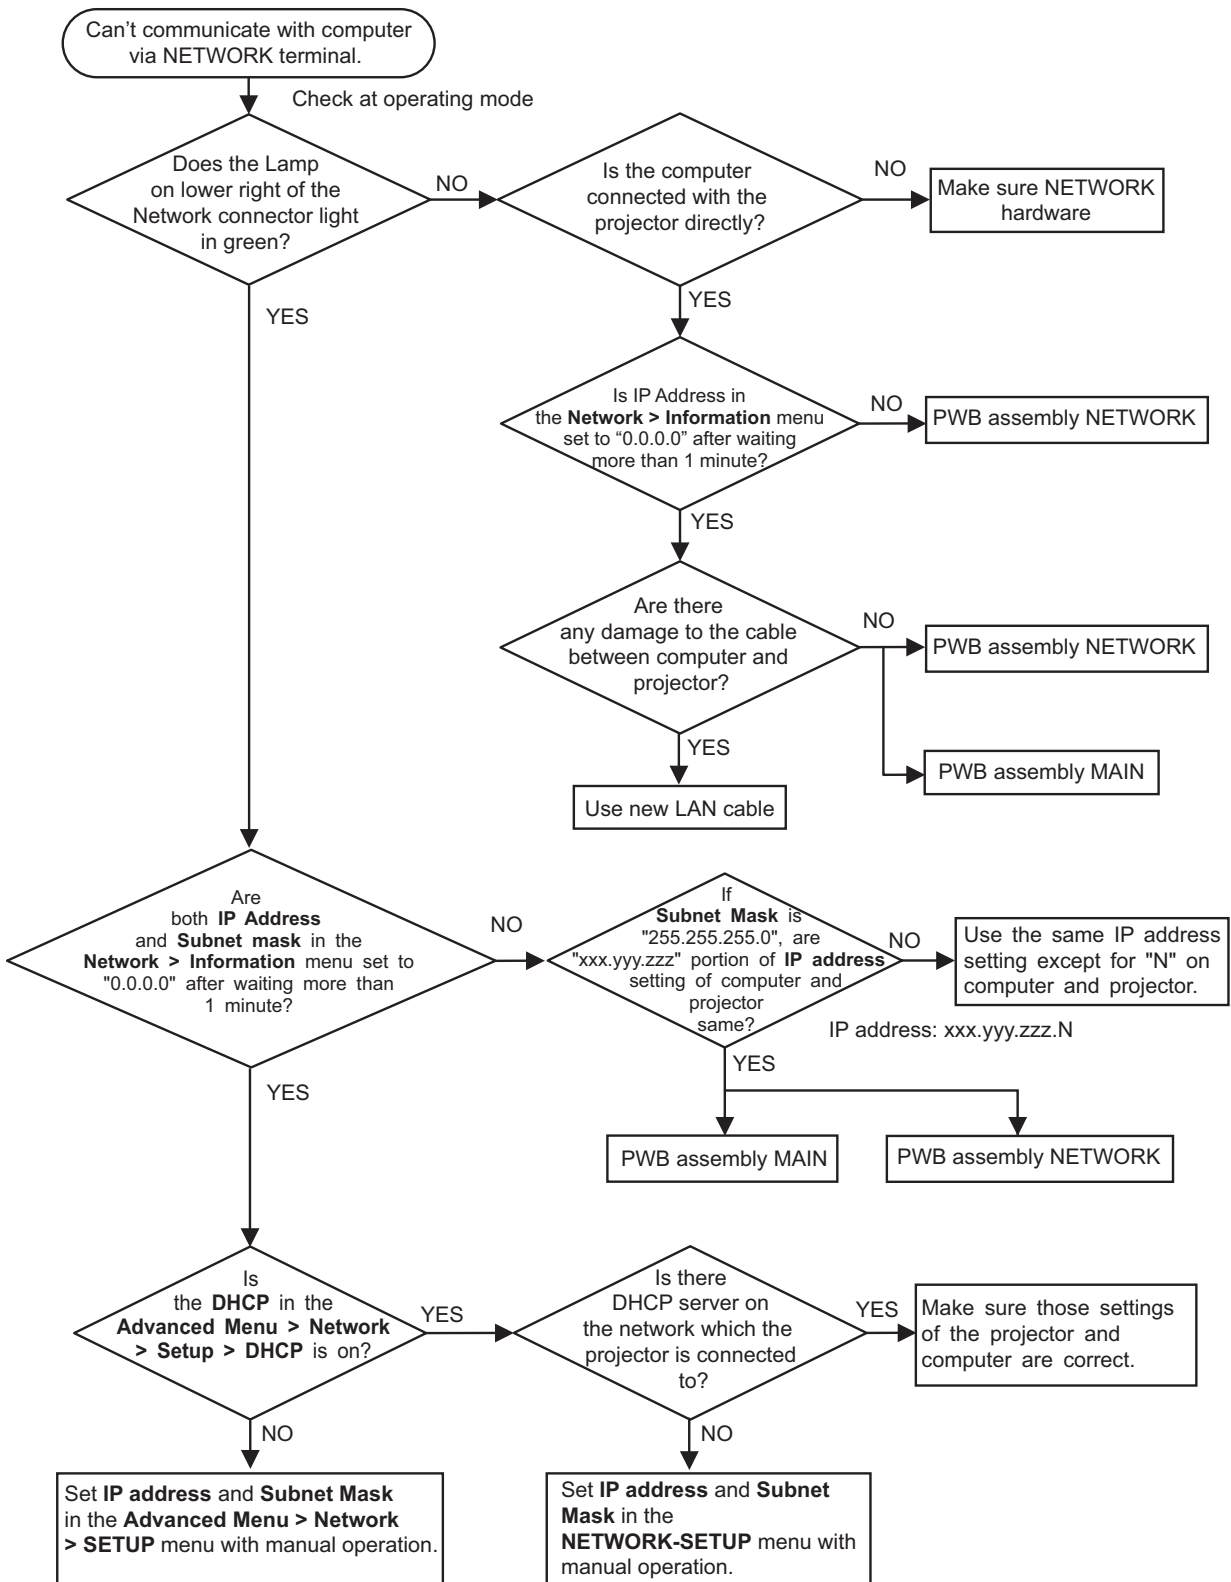 Can't communicate with computer
via NETWORK terminal.
Check at operating mode
Does the Lamp
on lower right of the
Network connector light
in green?
NO
Is the computer
connected with the
projector directly?
NO
Make sure NETWORK
hardware
YES
YES
Is IP Address in
the Network > Information menu
set to “0.0.0.0” after waiting
more than 1 minute?
NO
PWB assembly NETWORK
YES
Are there
any damage to the cable
between computer and
projector?
NO
PWB assembly NETWORK
PWB assembly MAIN
YES
Use new LAN cable
Are
both IP Address
and Subnet mask in the
Network > Information menu set to
"0.0.0.0" after waiting more than
1 minute?
NO
If
Subnet Mask is
"255.255.255.0", are
"xxx.yyy.zzz" portion of IP address
setting of computer and
projector
same?
NO
Use the same IP address
setting except for "N" on
computer and projector.
IP address: xxx.yyy.zzz.N
YES
YES
PWB assembly MAIN
PWB assembly NETWORK
Is
the DHCP in the
Advanced Menu > Network
> Setup > DHCP is on?
YES
Is there
DHCP server on
the network which the
projector is connected
to?
YES
Make sure those settings
of the projector and
computer are correct.
NO
NO
Set IP address and Subnet Mask
in the Advanced Menu > Network
> SETUP menu with manual operation.
Set IP address and Subnet
Mask in the
NETWORK-SETUP menu with
manual operation.